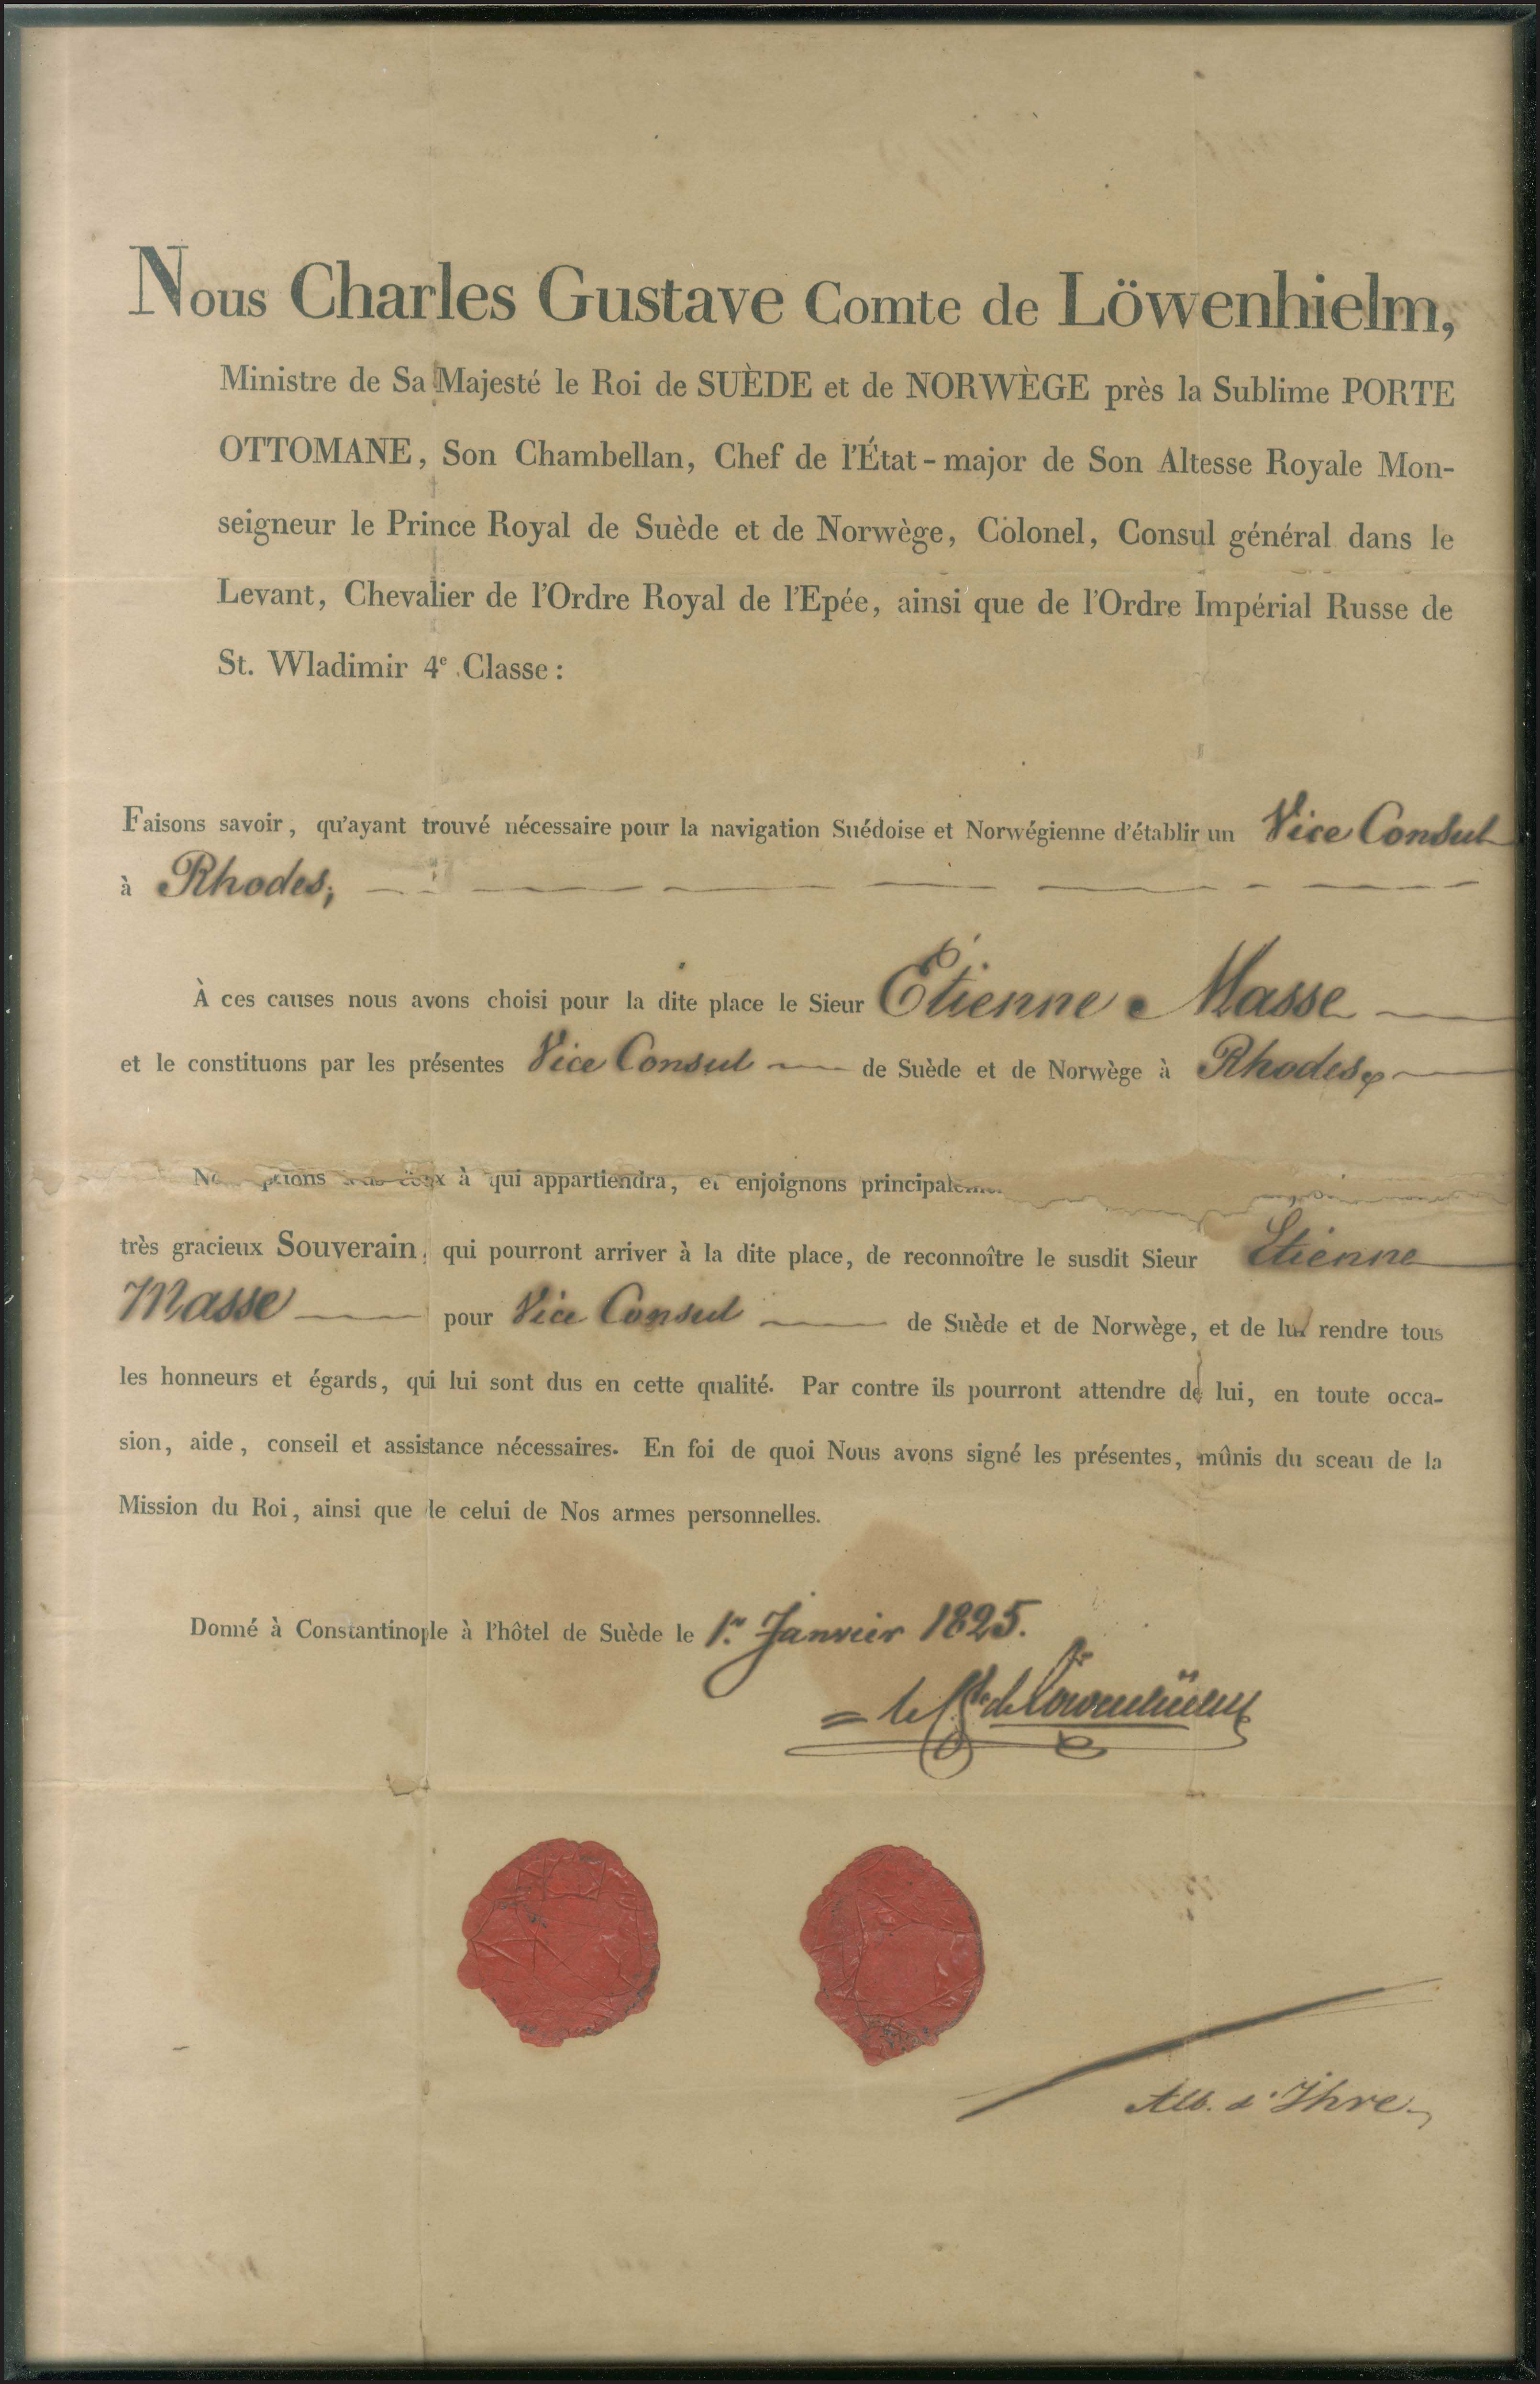 Nous Charles Gustave Comte de Löwenhielm,
Ministre de Sa Majesté le Roi de SUÈDE et de NORWÈGE près la Sublime PORTE
OTTOMANE, Son Chambellan, Chef de l'État-major de Son Altesse Royale Mon-
seigneur le Prince Royal de Suède et de Norwège, Colonel, Consul général dans le
Levant, Chevalier de l'Ordre Royal de l'Epée, ainsi que de l'Ordre Impérial Russe de
St. Wladimir 4e Classe:
Faisons savoir, qu'ayant trouvé nécessaire pour la navigation Suédoise et Norwégienne d'établir un Vice Consul
à Rhodes;
À ces causes nous avons choisi pour la dite place le Sieur Etienne Masse
et le constituons par les présentes Vice Consul de Suède et de Norwège à Rhodes
à qui appartiendra, et enjoignons
très gracieux Souverain, qui pourront arriver à la dite place, de reconnoître le susdit Sieur Etienne
Masse pour Vice Consul de Suède et de Norwège, et de lui rendre tous
les honneurs et égards, qui lui sont dus en cette qualité. Par contre ils pourront attendre de lui, en toute occa-
sion, aide, conseil et assistance nécessaires. En foi de quoi Nous avons signé les présentes, mûnis du sceau de la
Mission du Roi, ainsi que de celui de Nos armes personnelles.
Donné à Constantinople à l'hôtel de Suède le 1r Janvier 1825.
le Cte de Löwenhielm
Alb. d'Ihre